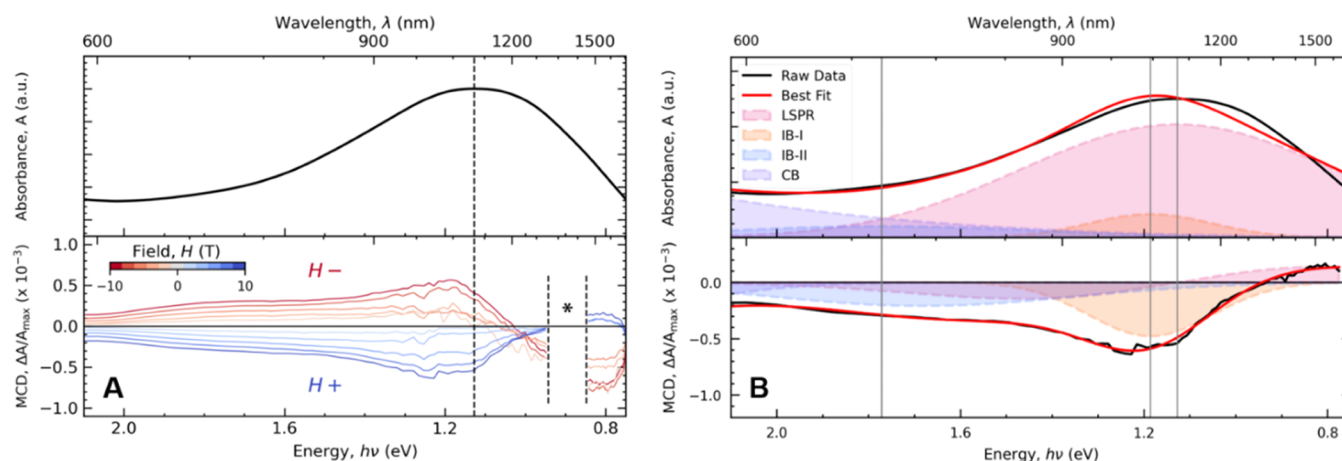 Wavelength, λ (nm)
600 900 1200 1500
Absorbance, A (a.u.)
1.0
0.5
0.0
−0.5
−1.0
MCD, ΔA/Amax (x 10⁻³)
Field, H (T)
−10 0 10
H −
H +
*
A
2.0 1.6 1.2 0.8
Energy, hν (eV)
Wavelength, λ (nm)
600 900 1200 1500
Absorbance, A (a.u.)
Raw Data
Best Fit
LSPR
IB-I
IB-II
CB
0.0
−0.5
−1.0
MCD, ΔA/Amax (x 10⁻³)
B
2.0 1.6 1.2 0.8
Energy, hν (eV)